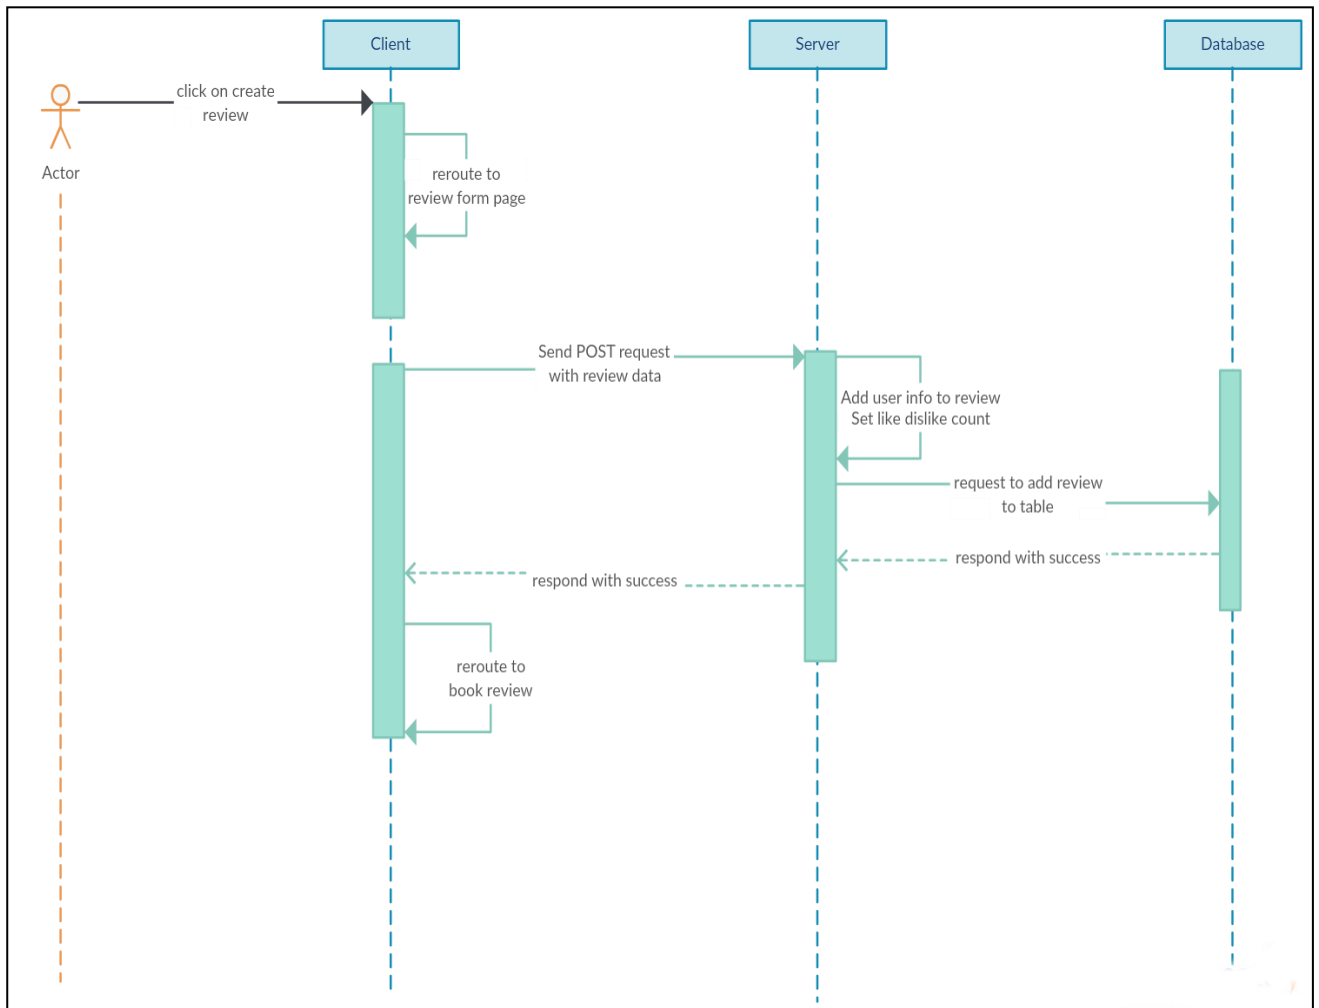 Client
Server
Database
click on create
review
Actor
reroute to
review form page
Send POST request
with review data
Add user info to review
Set like dislike count
request to add review
to table
respond with success
respond with success
reroute to
book review